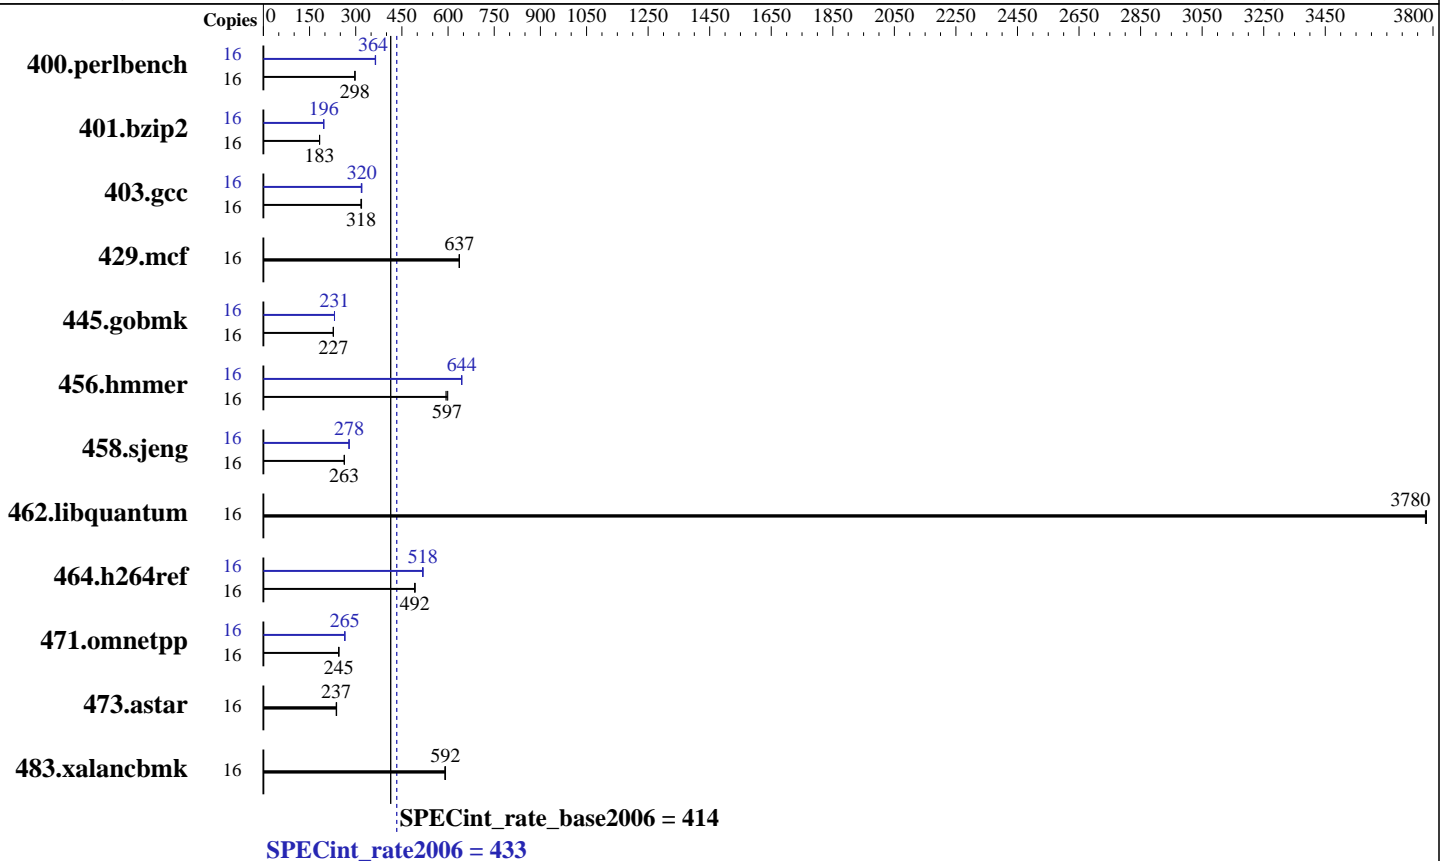 Copies 0 150 300 450 600 750 900 1050 1250 1450 1650 1850 2050 2250 2450 2650 2850 3050 3250 3450 3800
400.perlbench 16 364
16 298
401.bzip2 16 196
16 183
403.gcc 16 320
16 318
429.mcf 16 637
445.gobmk 16 231
16 227
456.hmmer 16 644
16 597
458.sjeng 16 278
16 263
462.libquantum 16 3780
464.h264ref 16 518
16 492
471.omnetpp 16 265
16 245
473.astar 16 237
483.xalancbmk 16 592
SPECint_rate_base2006 = 414
SPECint_rate2006 = 433